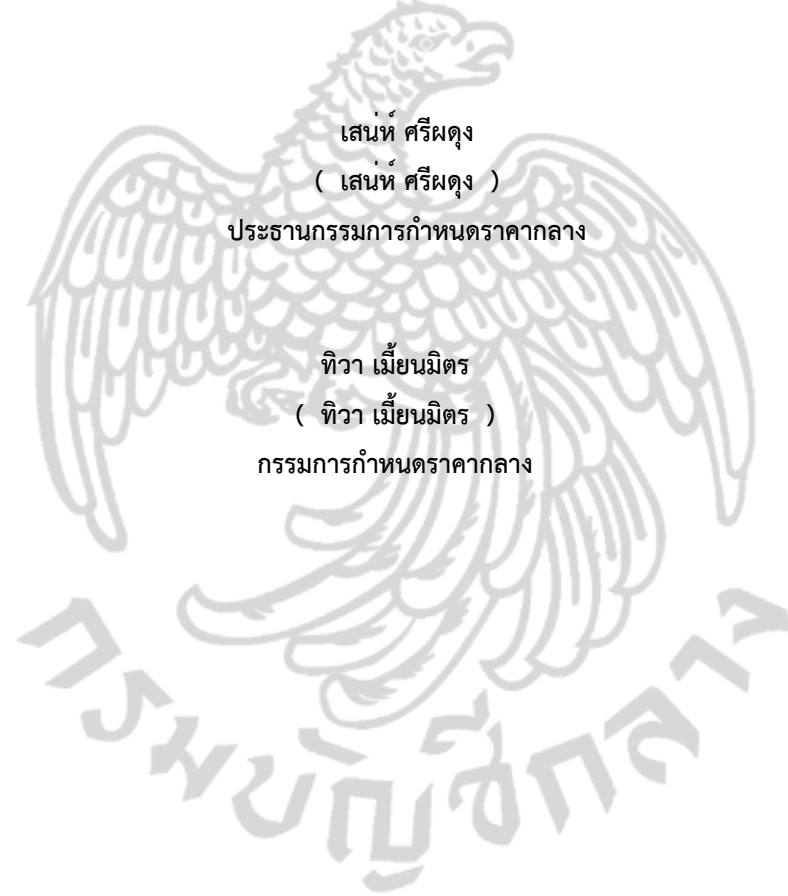 เสน่ห์ ศรีผดุง
( เสน่ห์ ศรีผดุง )
ประธานกรรมการกำหนดราคากลาง
ทิวา เมี้ยนมิตร
( ทิวา เมี้ยนมิตร )
กรรมการกำหนดราคากลาง
กรมบัญชีกลาง